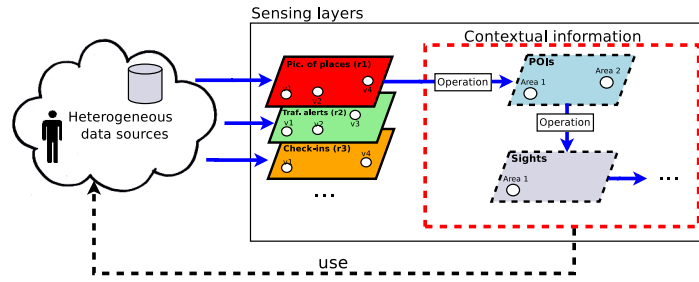 Sensing layers
Contextual information
Heterogeneous
data sources
Pic. of places (r1)
v1
v2
v4
Operation
POIs
Area 1
Area 2
Traf. alerts (r2)
v1
v2
v3
Operation
Check-ins (r3)
v1
v4
Sights
Area 1
...
...
use